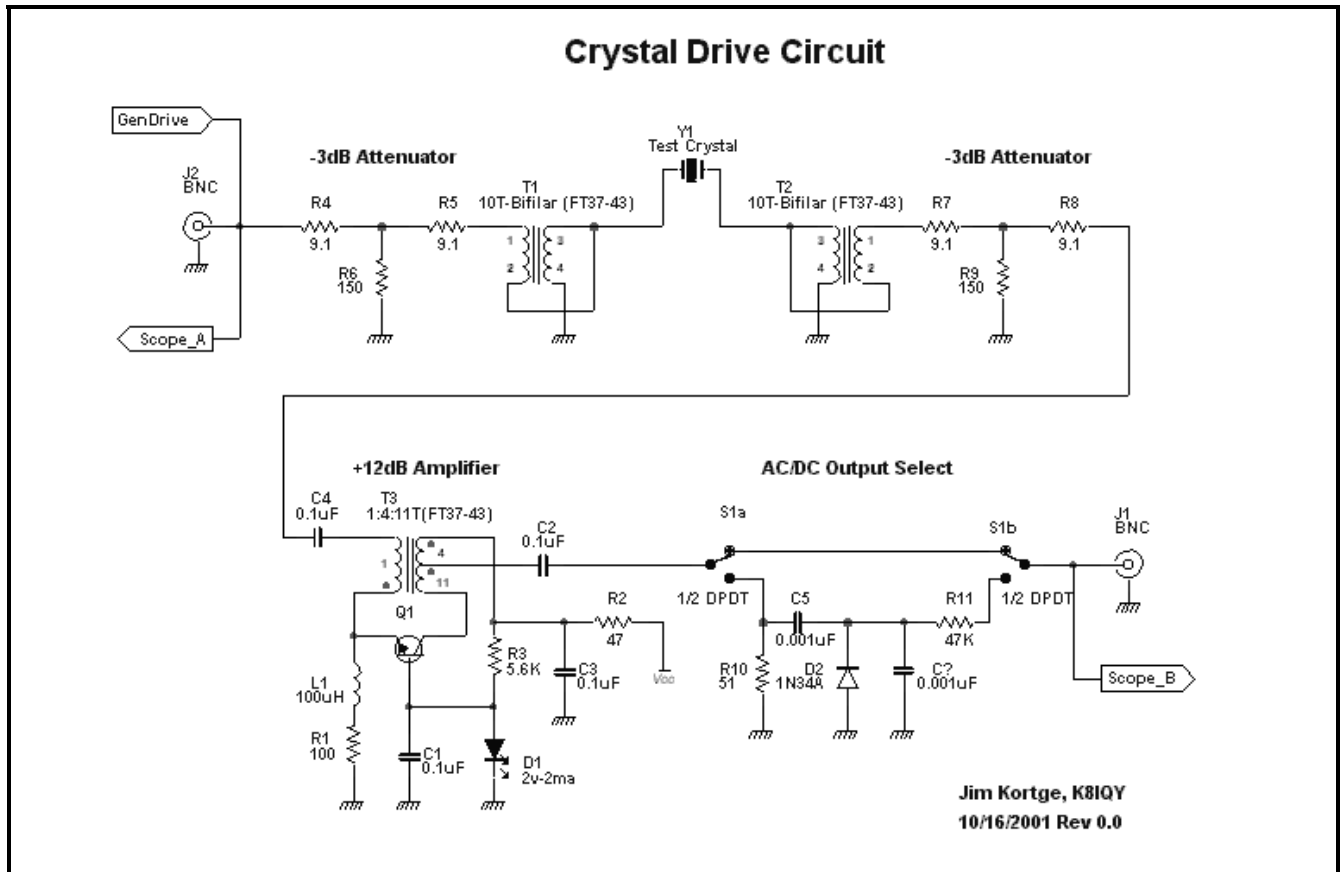 Crystal Drive Circuit
GenDrive
J2
BNC
-3dB Attenuator
R4
9.1
R5
9.1
R6
150
T1
10T-Bifilar (FT37-43)
1
2
3
4
Y1
Test Crystal
T2
10T-Bifilar (FT37-43)
3
4
1
2
-3dB Attenuator
R7
9.1
R8
9.1
R9
150
Scope_A
+12dB Amplifier
C4
0.1uF
T3
1:4:11T(FT37-43)
1
4
11
C2
0.1uF
Q1
L1
100uH
R1
100
C1
0.1uF
R3
5.6K
D1
2v-2ma
C3
0.1uF
R2
47
Vcc
AC/DC Output Select
S1a
1/2 DPDT
C5
0.001uF
R10
51
D2
1N34A
C?
0.001uF
R11
47K
S1b
1/2 DPDT
J1
BNC
Scope_B
Jim Kortge, K8IQY
10/16/2001 Rev 0.0